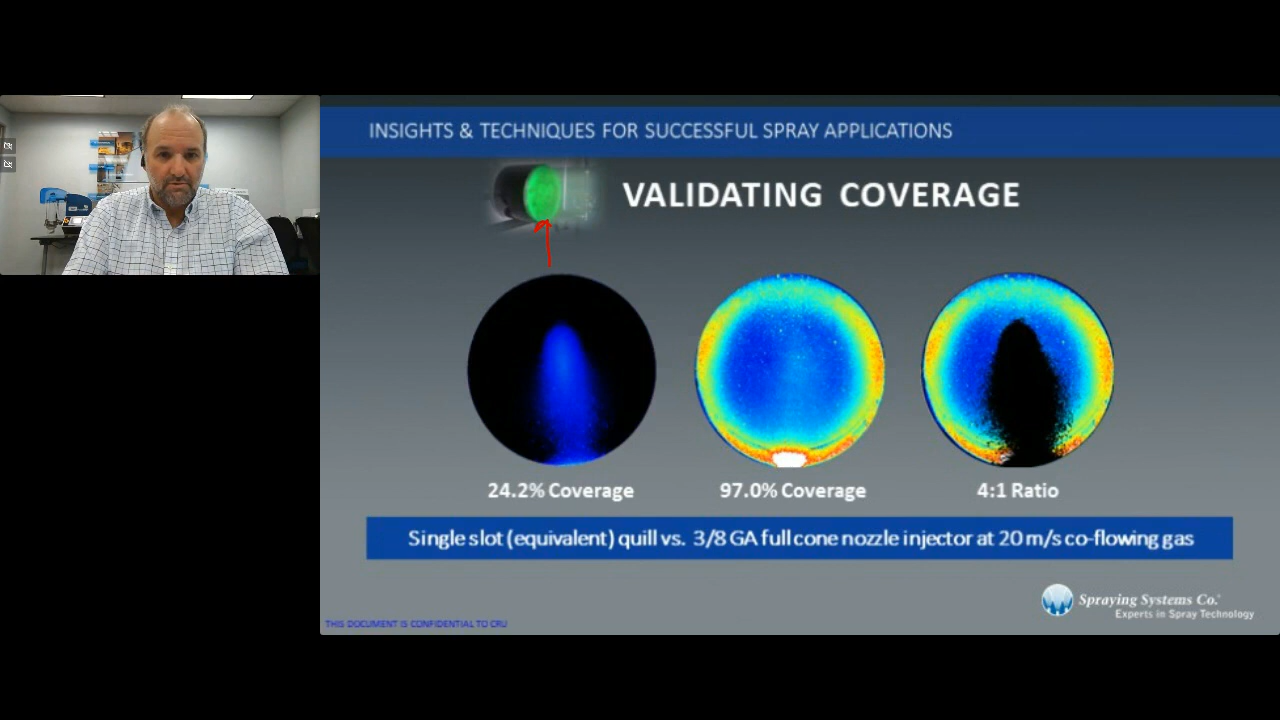 INSIGHTS & TECHNIQUES FOR SUCCESSFUL SPRAY APPLICATIONS
VALIDATING COVERAGE
24.2% Coverage
97.0% Coverage
4:1 Ratio
Single slot (equivalent) quill vs. 3/8 GA full cone nozzle injector at 20 m/s co-flowing gas
Spraying Systems Co.®
Experts in Spray Technology
THIS DOCUMENT IS CONFIDENTIAL TO CRU